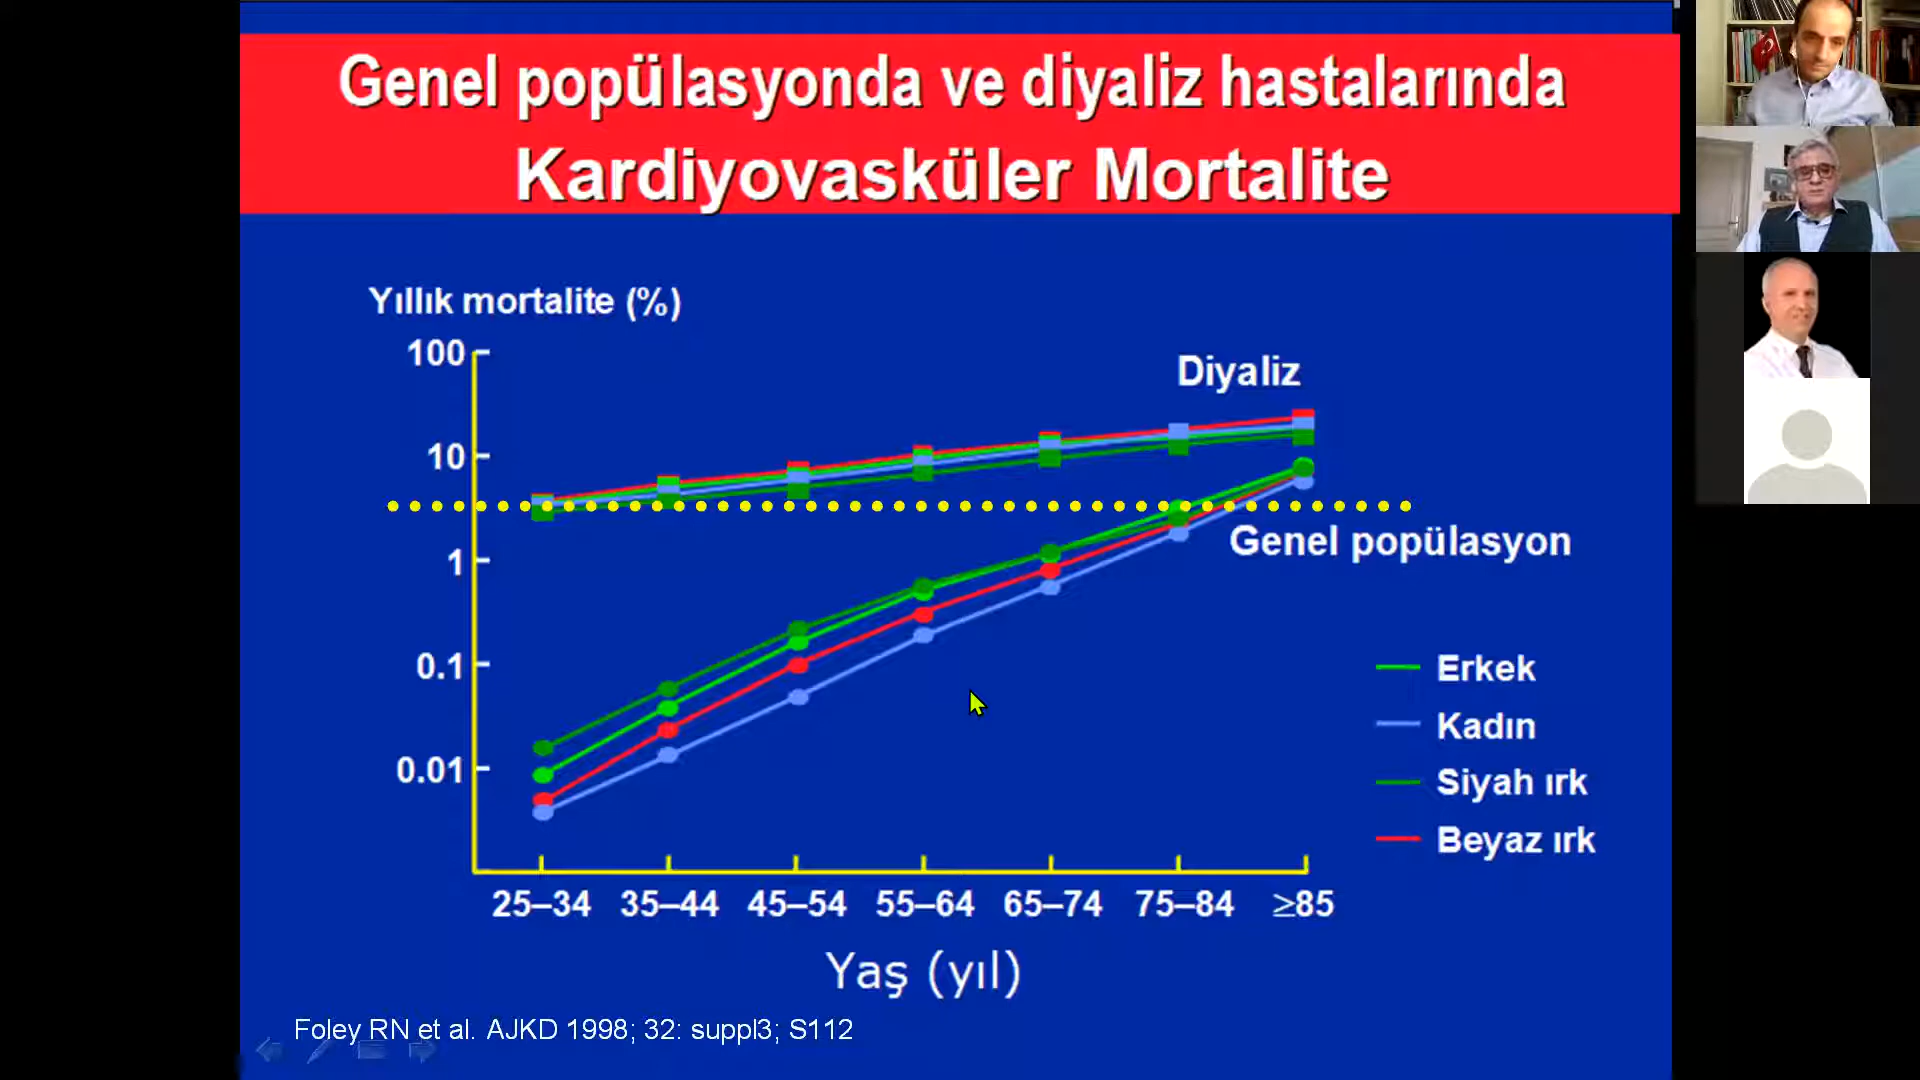 Genel popülasyonda ve diyaliz hastalarında
Kardiyovasküler Mortalite
Yıllık mortalite (%)
100
10
1
0.1
0.01
Diyaliz
Genel popülasyon
Erkek
Kadın
Siyah ırk
Beyaz ırk
25–34 35–44 45–54 55–64 65–74 75–84 ≥85
Yaş (yıl)
Foley RN et al. AJKD 1998; 32: suppl3; S112